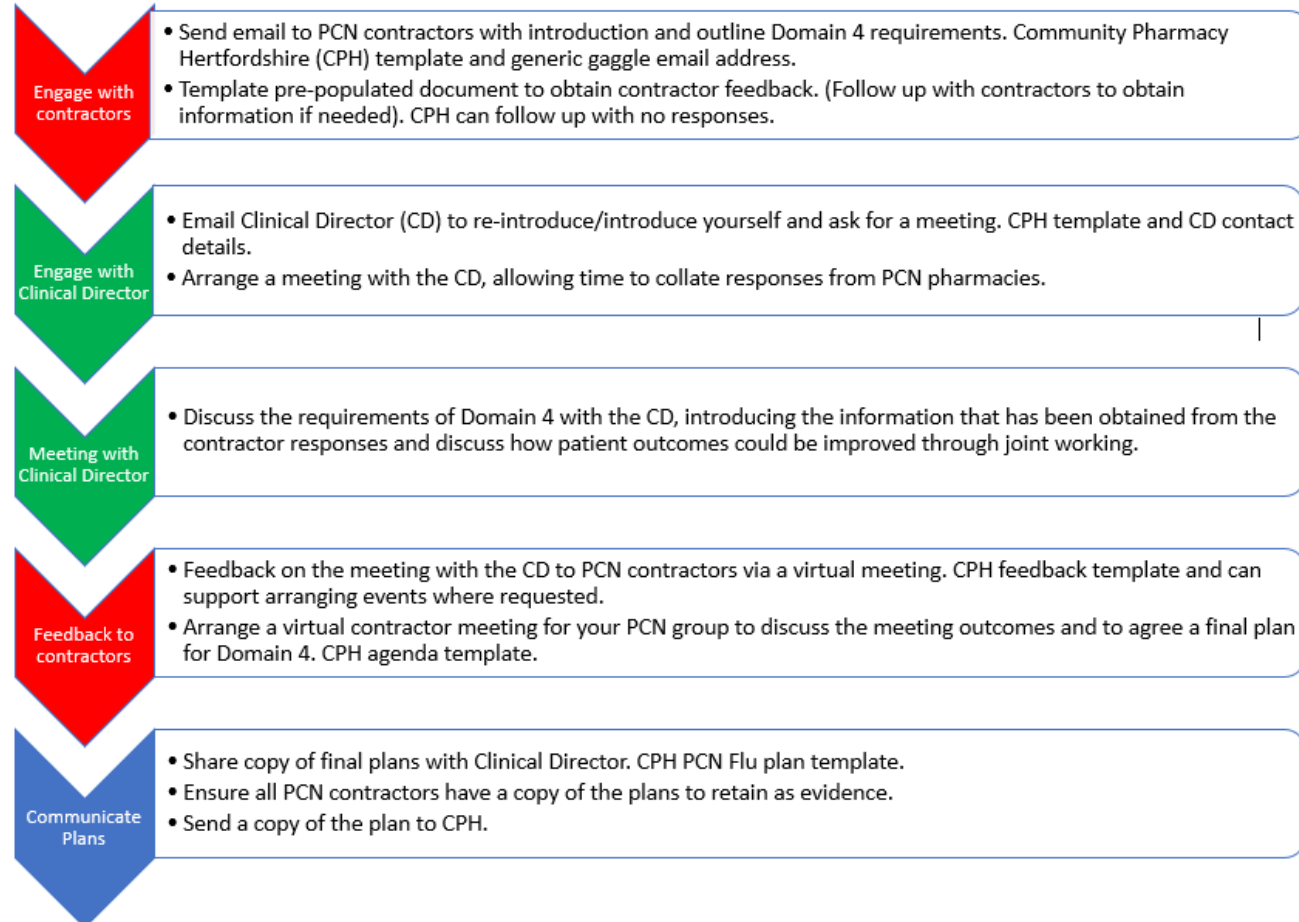 Engage with
contractors
• Send email to PCN contractors with introduction and outline Domain 4 requirements. Community Pharmacy
Hertfordshire (CPH) template and generic gaggle email address.
• Template pre-populated document to obtain contractor feedback. (Follow up with contractors to obtain
information if needed). CPH can follow up with no responses.
Engage with
Clinical Director
• Email Clinical Director (CD) to re-introduce/introduce yourself and ask for a meeting. CPH template and CD contact
details.
• Arrange a meeting with the CD, allowing time to collate responses from PCN pharmacies.
Meeting with
Clinical Director
• Discuss the requirements of Domain 4 with the CD, introducing the information that has been obtained from the
contractor responses and discuss how patient outcomes could be improved through joint working.
Feedback to
contractors
• Feedback on the meeting with the CD to PCN contractors via a virtual meeting. CPH feedback template and can
support arranging events where requested.
• Arrange a virtual contractor meeting for your PCN group to discuss the meeting outcomes and to agree a final plan
for Domain 4. CPH agenda template.
Communicate
Plans
• Share copy of final plans with Clinical Director. CPH PCN Flu plan template.
• Ensure all PCN contractors have a copy of the plans to retain as evidence.
• Send a copy of the plan to CPH.